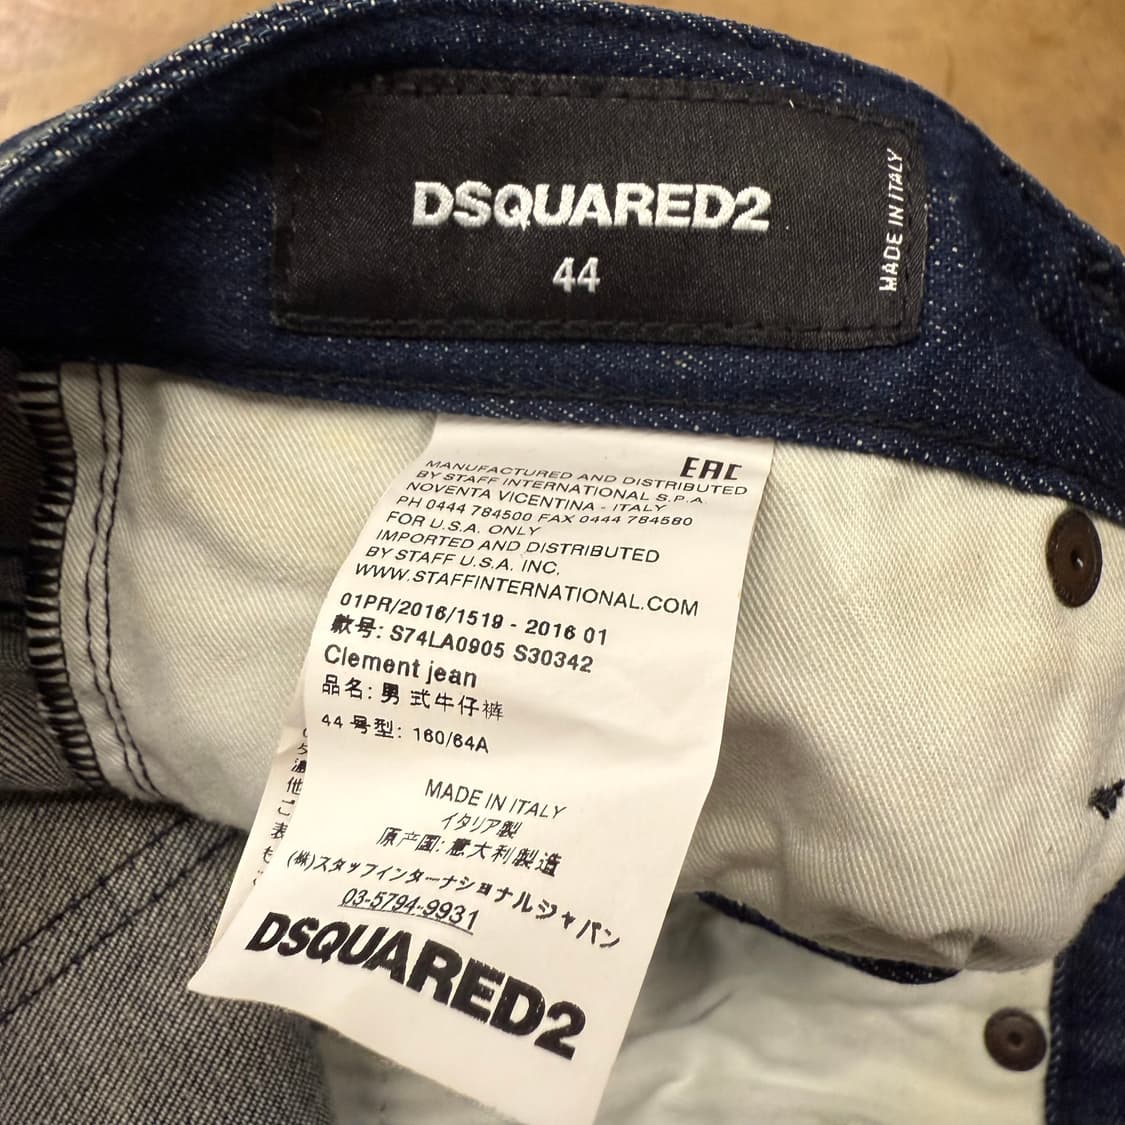 DSQUARED2
44
MADE IN ITALY
EAC
MANUFACTURED AND DISTRIBUTED
BY STAFF INTERNATIONAL S.P.A.
NOVENTA VICENTINA - ITALY
PH 0444 784500 FAX 0444 784580
FOR U.S.A. ONLY
IMPORTED AND DISTRIBUTED
BY STAFF U.S.A. INC.
WWW.STAFFINTERNATIONAL.COM
01PR/2016/1519 - 2016 01
款号: S74LA0905 S30342
Clement jean
品名: 男 式牛仔裤
44 号型: 160/64A
MADE IN ITALY
イタリア製
原产国: 意大利製造
(株)スタッフインターナショナルジャパン
03-5794-9931
DSQUARED2